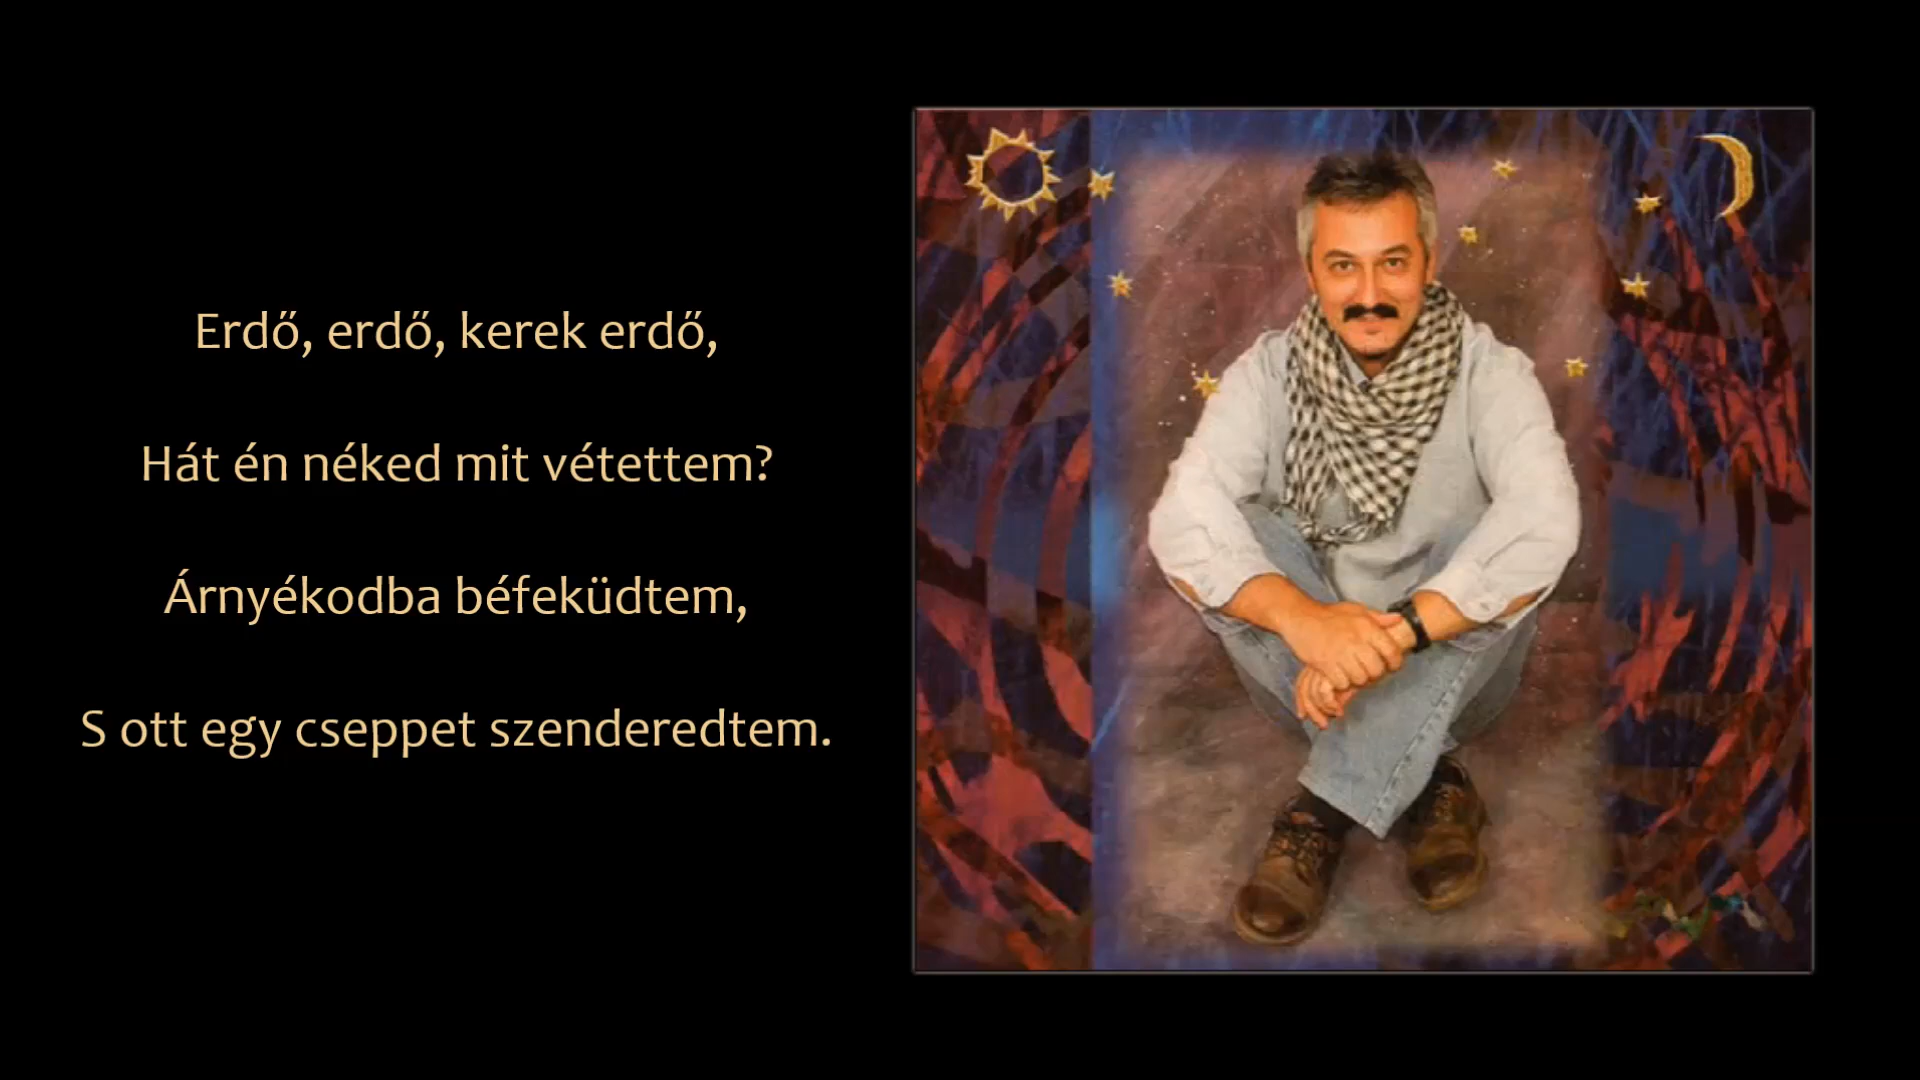 Erdő, erdő, kerek erdő,
Hát én néked mit vétettem?
Árnyékodba béfeküdtem,
S ott egy cseppet szenderedtem.